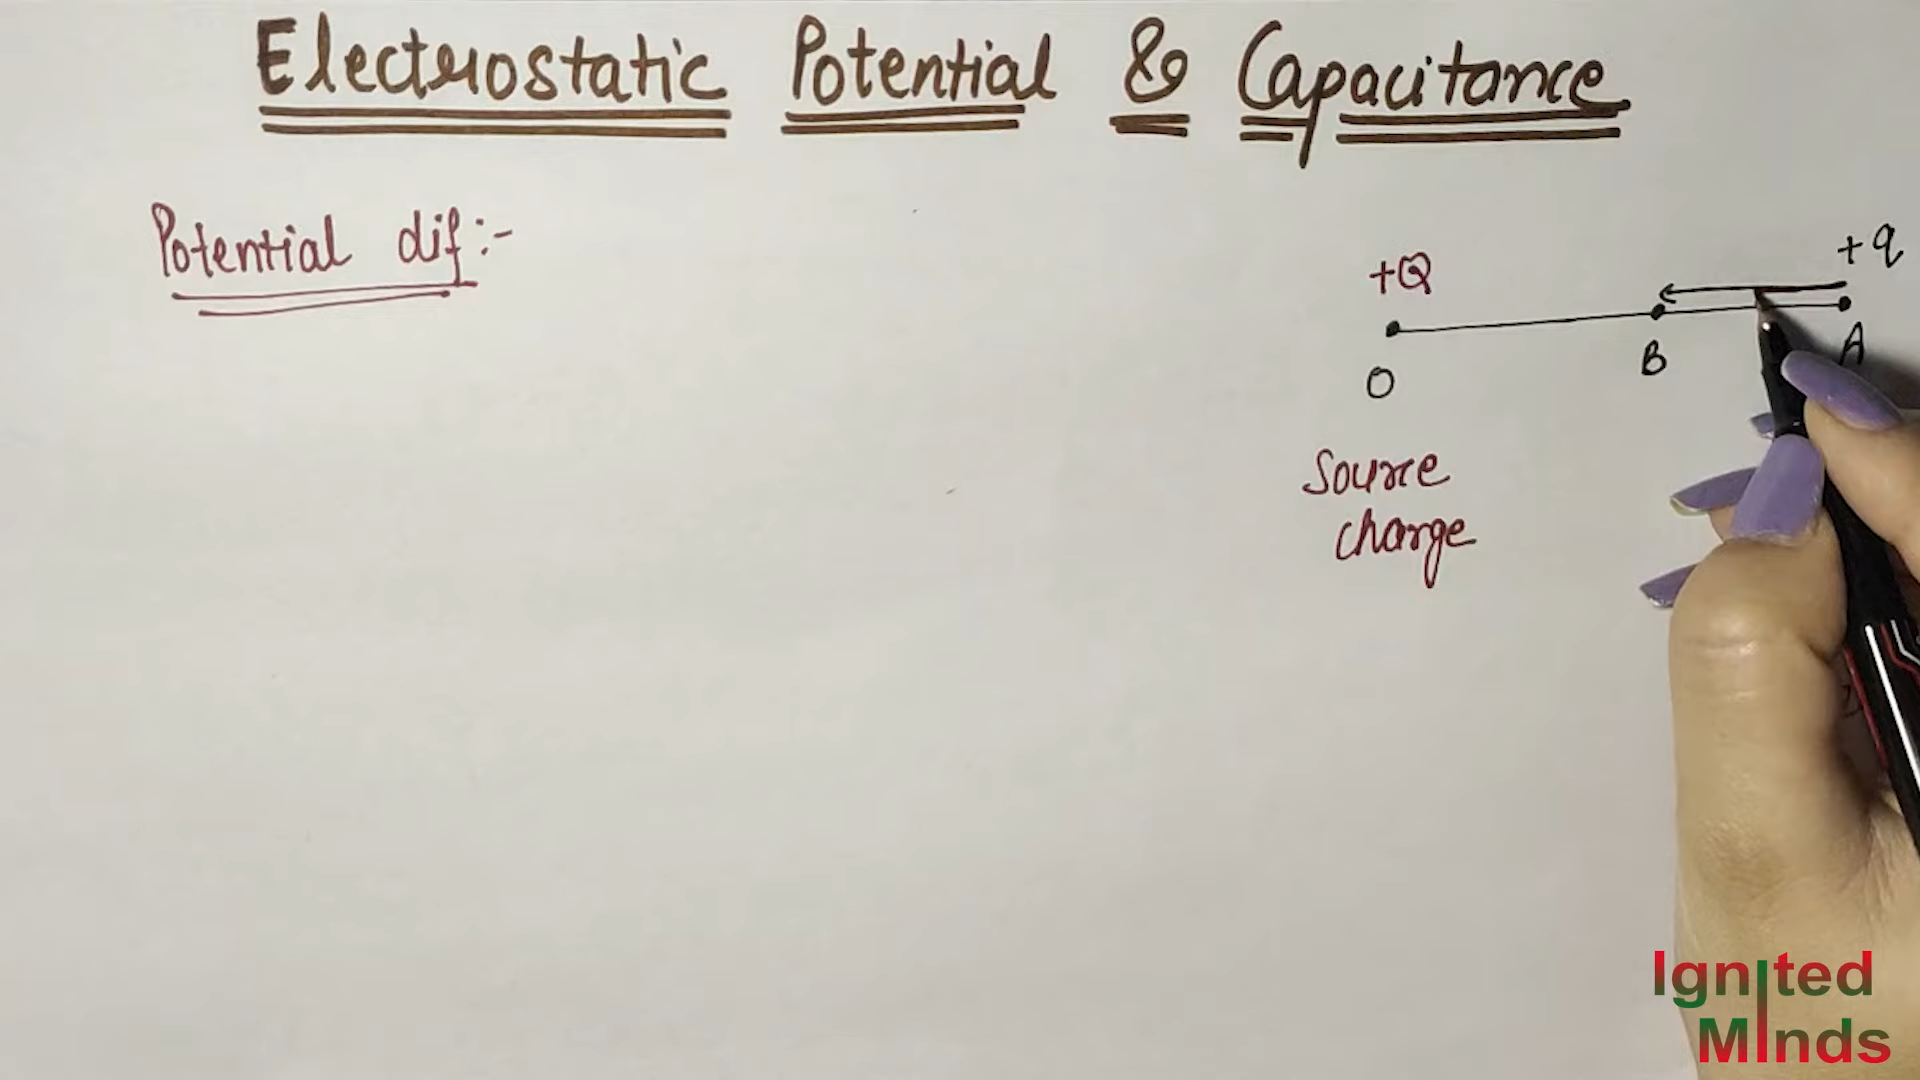 Electrostatic Potential & Capacitance
Potential dif:-
+Q
+q
O
B
A
Source
charge
Ignited
Minds